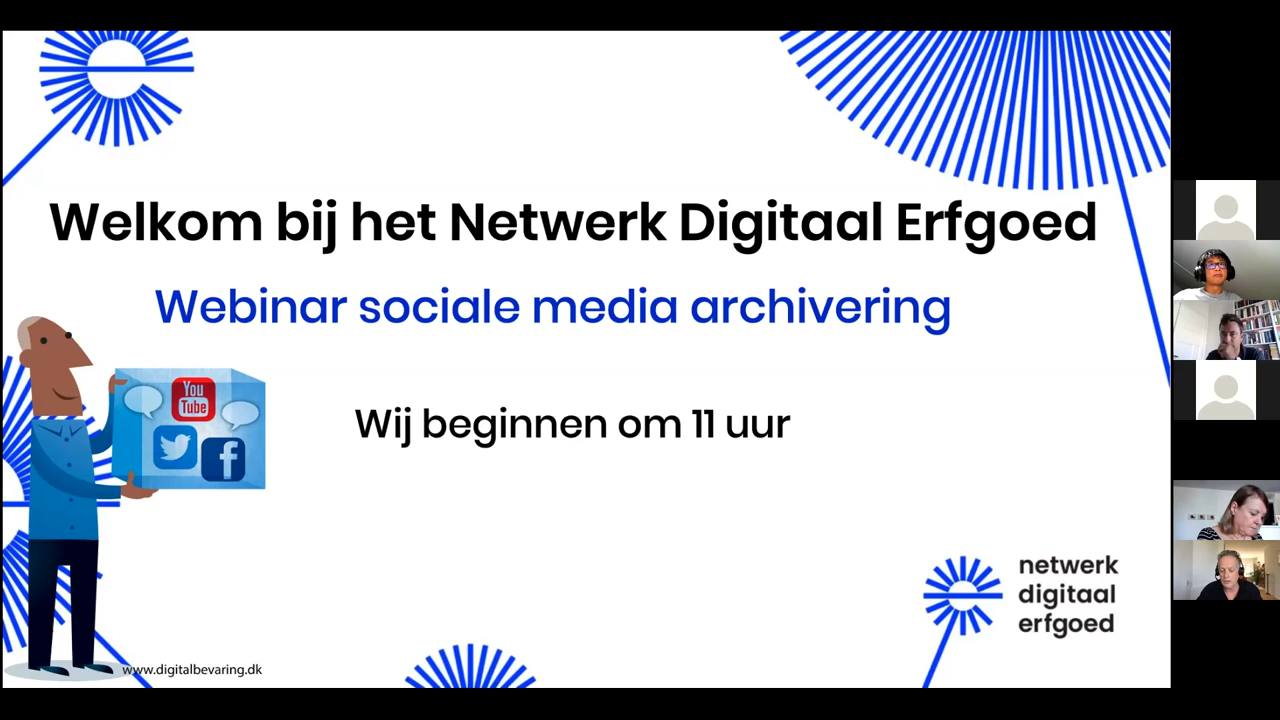 Welkom bij het Netwerk Digitaal Erfgoed
Webinar sociale media archivering
You
Tube
f
Wij beginnen om 11 uur
netwerk
digitaal
erfgoed
www.digitalbevaring.dk